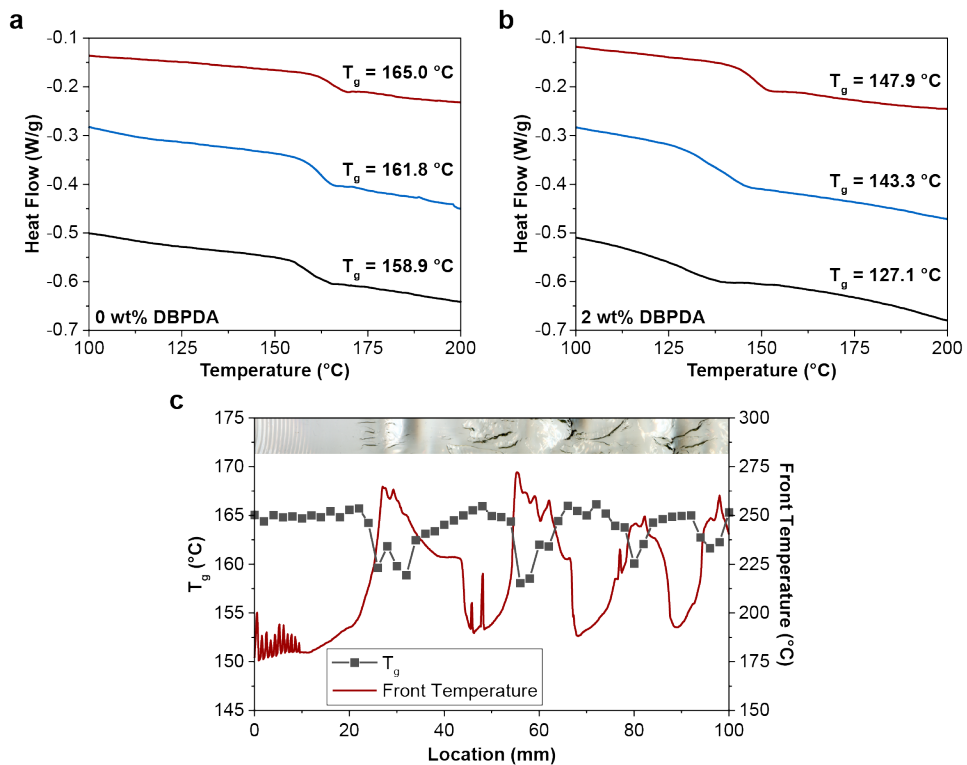 a
-0.1
-0.2
-0.3
-0.4
-0.5
-0.6
-0.7
Heat Flow (W/g)
Tg = 165.0 °C
Tg = 161.8 °C
Tg = 158.9 °C
0 wt% DBPDA
100 125 150 175 200
Temperature (°C)
b
-0.1
-0.2
-0.3
-0.4
-0.5
-0.6
-0.7
Heat Flow (W/g)
Tg = 147.9 °C
Tg = 143.3 °C
Tg = 127.1 °C
2 wt% DBPDA
100 125 150 175 200
Temperature (°C)
c
175
170
165
160
155
150
145
Tg (°C)
300
275
250
225
200
175
150
Front Temperature (°C)
Tg
Front Temperature
0 20 40 60 80 100
Location (mm)